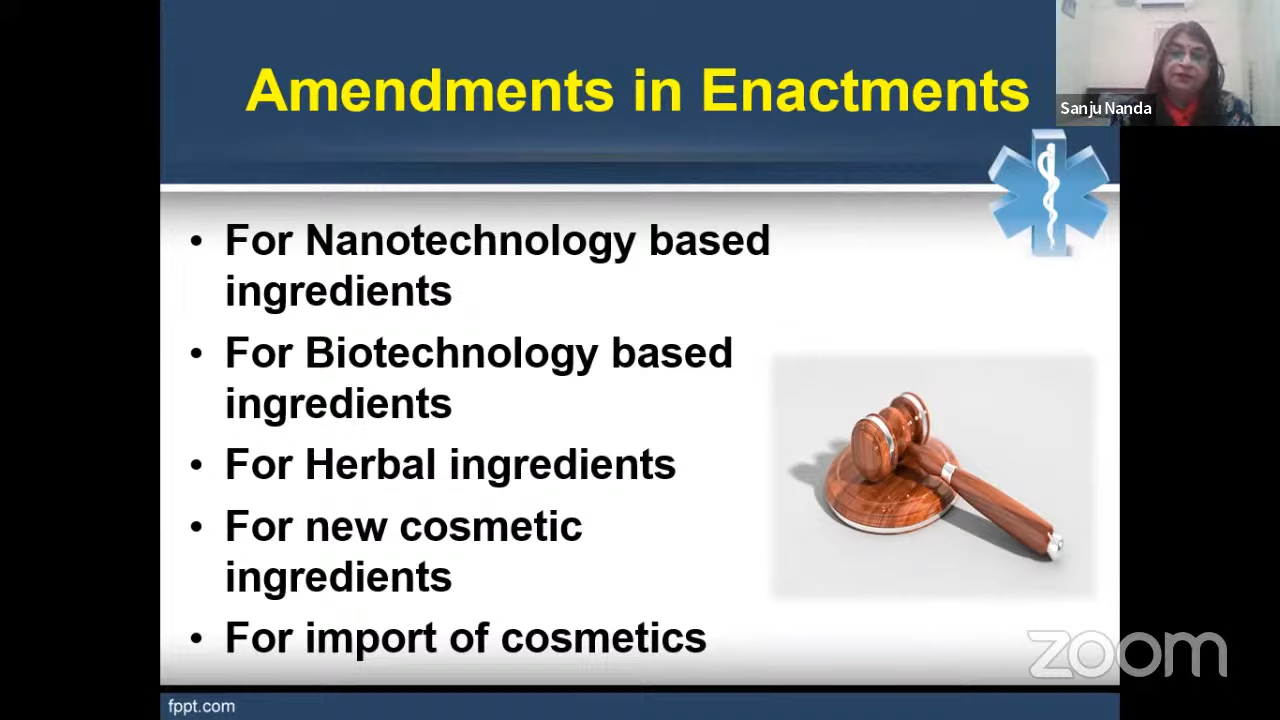 Amendments in Enactments
Sanju Nanda
• For Nanotechnology based
ingredients
• For Biotechnology based
ingredients
• For Herbal ingredients
• For new cosmetic
ingredients
• For import of cosmetics
zoom
fppt.com